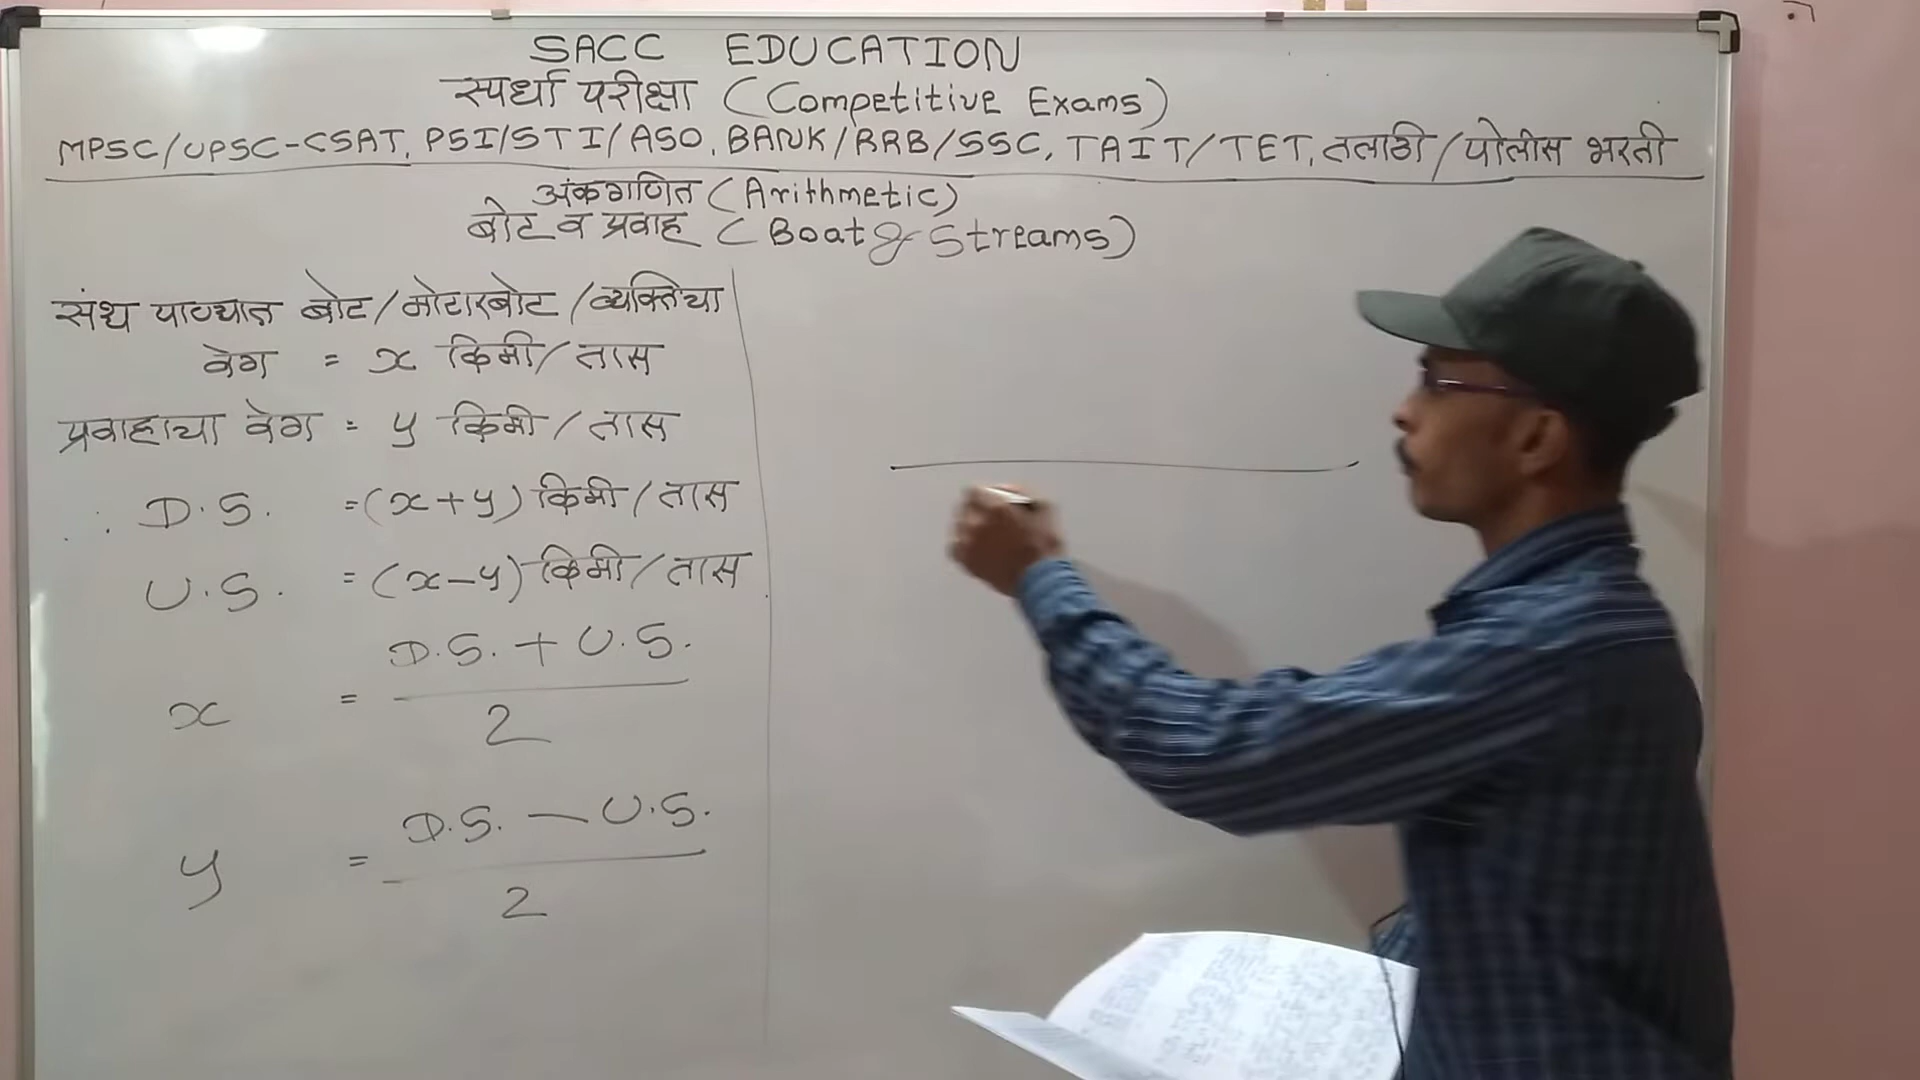 SACC EDUCATION
स्पर्धा परीक्षा (Competitive Exams)
MPSC/UPSC-CSAT, PSI/STI/ASO, BANK/RRB/SSC, TAIT/TET, तलाठी/पोलीस भरती
अंकगणित (Arithmetic)
बोट व प्रवाह (Boat & Streams)
संथ पाण्यात बोट/मोटारबोट/व्यक्तिचा
वेग = x किमी/तास
प्रवाहाचा वेग = y किमी/तास
∴ D.S. = (x+y) किमी/तास
U.S. = (x-y) किमी/तास
D.S. + U.S.
x =
2
D.S. - U.S.
y =
2